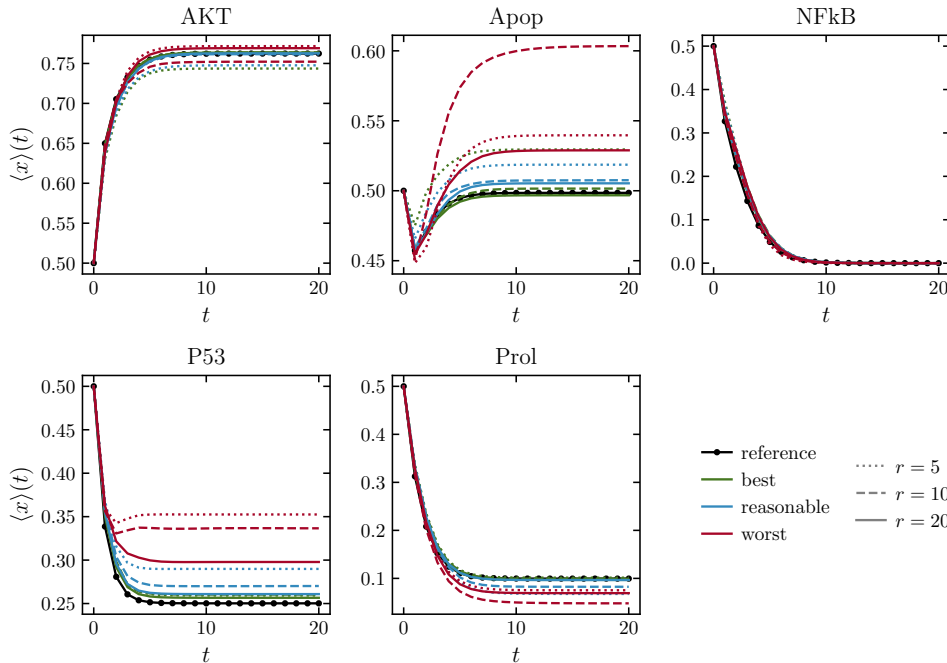 AKT
Apop
NFkB
⟨x⟩(t)
0.75
0.70
0.65
0.60
0.55
0.50
0 10 20
t
0.60
0.55
0.50
0.45
0 10 20
t
0.5
0.4
0.3
0.2
0.1
0.0
0 10 20
t
P53
Prol
⟨x⟩(t)
0.50
0.45
0.40
0.35
0.30
0.25
0 10 20
t
0.5
0.4
0.3
0.2
0.1
0 10 20
t
reference
best
reasonable
worst
r = 5
r = 10
r = 20